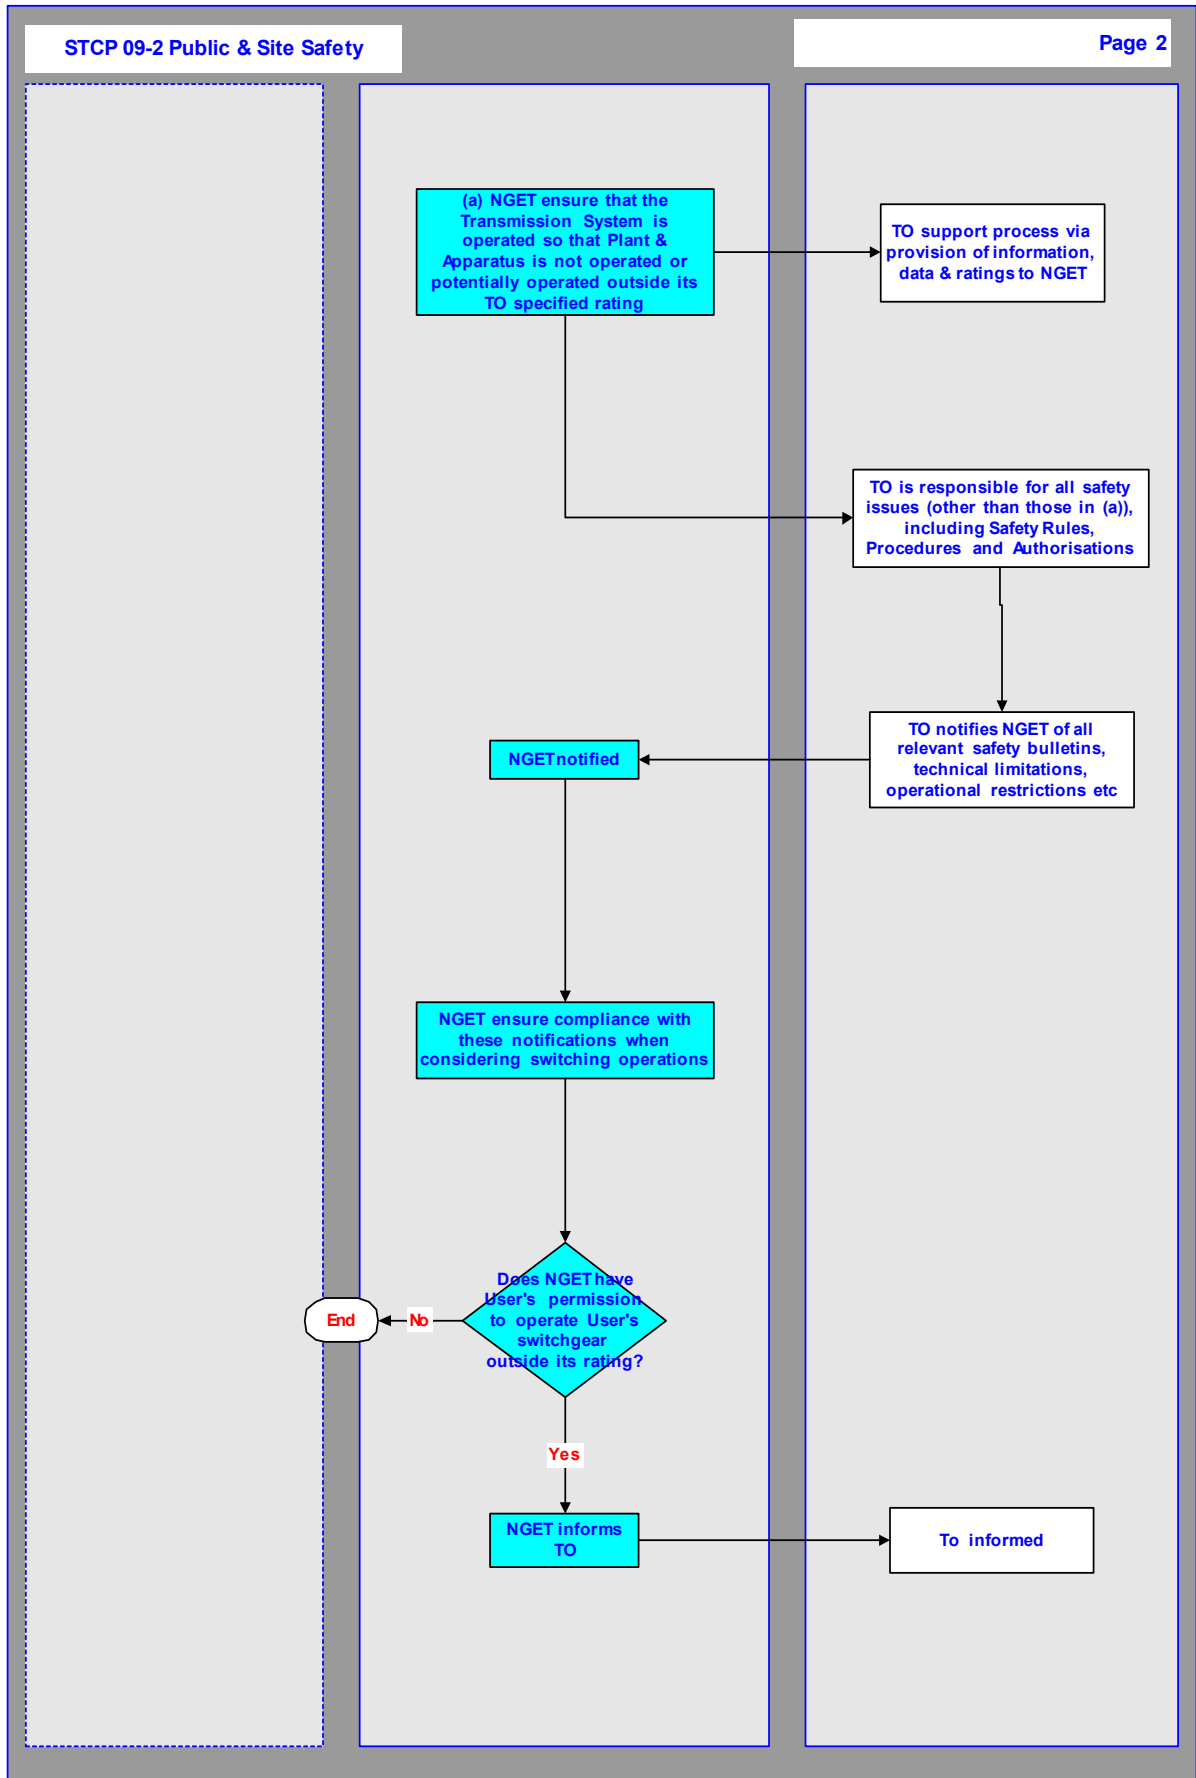 STCP 09-2 Public & Site Safety
Page 2
(a) NGET ensure that the
Transmission System is
operated so that Plant &
Apparatus is not operated or
potentially operated outside its
TO specified rating
TO support process via
provision of information,
data & ratings to NGET
TO is responsible for all safety
issues (other than those in (a)),
including Safety Rules,
Procedures and Authorisations
TO notifies NGET of all
relevant safety bulletins,
technical limitations,
operational restrictions etc
NGET notified
NGET ensure compliance with
these notifications when
considering switching operations
Does NGET have
User's permission
to operate User's
switchgear
outside its rating?
No
End
Yes
NGET informs
TO
To informed